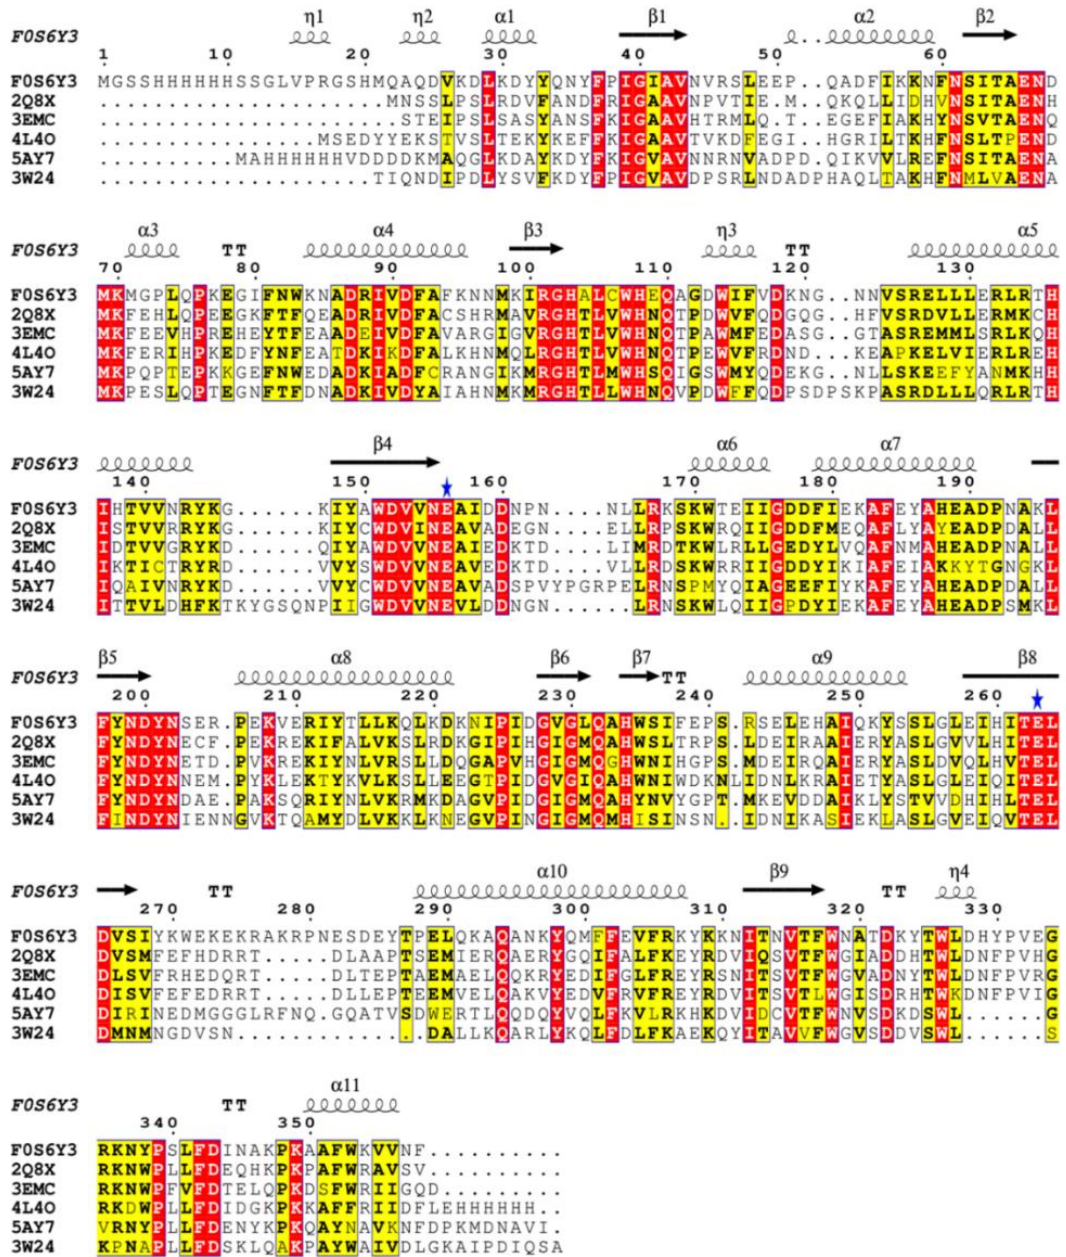 η1 η2 α1 β1 α2 β2
F0S6Y3
1 10 20 30 40 50 60
F0S6Y3 MGSSHHHHHHSSGLVPRGSHMQAQDVKDLKDYYQNYFPIGIAVNVRSLEEP..QADFIKKNFNSITAEND
2Q8X .....................MNSSLPSLRDVFANDFRIGAAVNPVTIE.M..QKQLLIDHVNSITAENH
3EMC ......................STEIPSLSASYANSFKIGAAVHTRMLQ.T..EGEFIAKHYNSVTAENQ
4L4O ................MSEDYYEKSTVSLTEKYKEFFKIGAAVTVKDFEGI..HGRILTKHFNSLTPEND
5AY7 ..........MAHHHHHHVDDDDKMAQGLKDAYKDYFKIGVAVNNRNVADPD.QIKVVLREFNSITAENA
3W24 ....................TIQNDIPDLYSVFKDYFPIGVAVDPSRLNDADPHAQLTAKHFNMLVAENA
α3 TT α4 β3 η3 TT α5
F0S6Y3
70 80 90 100 110 120 130
F0S6Y3 MKMGPLQPKEGIFNWKNADRIVDFAFKNNMKIRGHALCWHEQAGDWIFVDKNG..NNVSRELLLERLRTH
2Q8X MKFEHLQPEEGKFTFQEADRIVDFACSHRMAVRGHTLVWHNQTPDWVFQDGQG..HFVSRDVLLERMKCH
3EMC MKFEEVHPREHEYTFEAADEIVDFAVARGIGVRGHTLVWHNQTPAWMFEDASG..GTASREMMLSRLKQH
4L4O MKFERIHPKEDFYNFEATDKIKDFALKHNMQLRGHTLVWHNQTPEWVFRDND...KEAPKELVIERLREH
5AY7 MKPQPTEPKKGEFNWEDADKIADFCRANGIKMRGHTLMWHSQIGSWMYQDEKG..NLLSKEEFYANMKHH
3W24 MKPESLQPTEGNFTFDNADKIVDYAIAHNMKMRGHTLLWHNQVPDWFFQDPSDPSKPASRDLLLQRLKTH
β4 α6 α7
F0S6Y3
140 150 160 170 180 190
F0S6Y3 IHTVVNRYKG......KIYAWDVVNEAIDDNPN....NLLRKSKWTEIIGDDFIEKAFEYAHEADPNAKL
2Q8X ISTVVRRYKG......KIYCWDVINEAVADEGN....ELLRPSKWRQIIGDDFMEQAFLYAYEADPDALL
3EMC IDTVVGRYKD......QIYAWDVVNEAIEDKTD....LIMRDTKWLRLLGEDYLVQAFNMAHEADPNALL
4L4O IKTICTRYRD......VVYSWDVVNEAVEDKTD....VLLRDSKWRRIIGDDYIKIAFEIAKKYTGNGKL
5AY7 IQAIVNRYKD......VVYCWDVVNEAVADSPVYPGRPELRNSPMYQIAGEEFIYKAFEYAHEADPDALL
3W24 ITTVLDHFKTKYGSQNPIIGWDVVNEVLDDNGN......LRNSKWLQIIGPDYIEKAFEYAHEADPSMKL
β5 α8 β6 β7 TT α9 β8
F0S6Y3
200 210 220 230 240 250 260
F0S6Y3 FYNDYNSER.PEKVERIYTLLKQLKDKNIPIDGVGLQAHWSIFEPS.RSELEHAIQKYSSLGLEIHITEL
2Q8X FYNDYNECF.PEKREKIFALVKSLRDKGIPIHGIGMQAHWSLTRPS.LDEIRAAIERYASLGVVLHITEL
3EMC FYNDYNETD.PVKREKIYNLVRSLLDQGAPVHGIGMQGHWNIHGPS.MDEIRQAIERYASLDVQLHVTEL
4L4O FYNDYNNEM.PYKLEKTYKVLKSLLEEGTPIDGVGIQAHWNIWDKNLIDNLKRAIETYASLGLEIQITEL
5AY7 FYNDYNDAE.PAKSQRIYNLVKRMKDAGVPIDGIGMQAHYNVYGPT.MKEVDDAIKLYSTVVDHIHLTEL
3W24 FINDYNIENNGVKTQAMYDLVKKLKNEGVPINGIGMQMHISINSN..IDNIKASIEKLASLGVEIQVTEL
TT α10 β9 TT η4
F0S6Y3
270 280 290 300 310 320 330
F0S6Y3 DVSIYKWEKEKRAKRPNESDEYTPELQKAQANKYQMFFEVFRKYKKNITNVTFWNATDKYTWLDHYPVEG
2Q8X DVSMFEFHDRRT.....DLAAPTSEMIERQAERYGQIFALFKEYRDVIQSVTFWGIADDHTWLDNFPVHG
3EMC DLSVFRHEDQRT.....DLTEPTAEMAELQQKRYEDIFGLFREYRSNITSVTFWGVADNYTWLDNFPVRG
4L4O DISVFEFEDRRT.....DLLEPTEEMVELQAKVYEDVFRVFREYRDVITSVTLWGISDRHTWKDNFPVIG
5AY7 DIRINEDMGGGLRFNQ.GQATVSDWERTLQQDQYVQLFKVLRKHKDVIDCVTFWNVSDKDSWL......G
3W24 DMNMNGDVSN.............DALLKQARLYKQLFDLFKAEKQYITAVVFWGVSDDVSWL......S
TT α11
F0S6Y3
340 350
F0S6Y3 RKNYPSLFDINAKPKAAFWKVVNF..........
2Q8X RKNWPLLFDEQHKPKPAFWRAVSV..........
3EMC RKNWPFVFDTELQPKDSFWRIIGQD.........
4L4O RKDWPLLFDIDGKPKKAFFRIIDFLEHHHHHH..
5AY7 VRNYPLLFDENYKPKQAYNAVKNFDPKMDNAVI.
3W24 KPNAPLLFDSKLQAKPAYWAIVDLGKAIPDIQSA